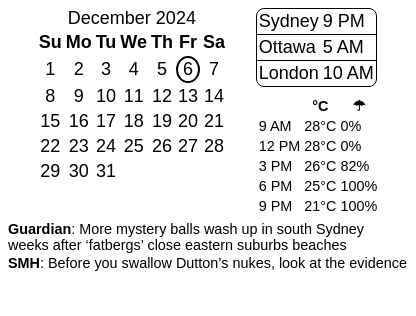 December 2024
Su Mo Tu We Th Fr Sa
1 2 3 4 5 6 7
8 9 10 11 12 13 14
15 16 17 18 19 20 21
22 23 24 25 26 27 28
29 30 31
Sydney 9 PM
Ottawa 5 AM
London 10 AM
°C ☂
9 AM 28°C 0%
12 PM 28°C 0%
3 PM 26°C 82%
6 PM 25°C 100%
9 PM 21°C 100%
Guardian: More mystery balls wash up in south Sydney
weeks after ‘fatbergs’ close eastern suburbs beaches
SMH: Before you swallow Dutton’s nukes, look at the evidence